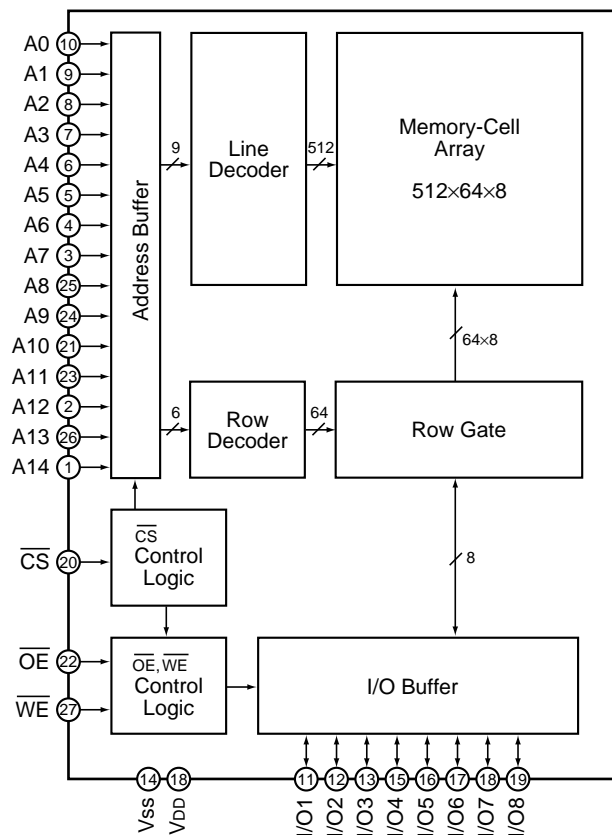 A0 10
A1 9
A2 8
A3 7
A4 6
A5 5
A6 4
A7 3
A8 25
A9 24
A10 21
A11 23
A12 2
A13 26
A14 1
Address Buffer
9
Line
Decoder
512
Memory-Cell
Array
512×64×8
64×8
6
Row
Decoder
64
Row Gate
CS 20
CS
Control
Logic
8
OE 22
WE 27
OE, WE
Control
Logic
I/O Buffer
14 18 11 12 13 15 16 17 18 19
VSS
VDD
I/O1
I/O2
I/O3
I/O4
I/O5
I/O6
I/O7
I/O8